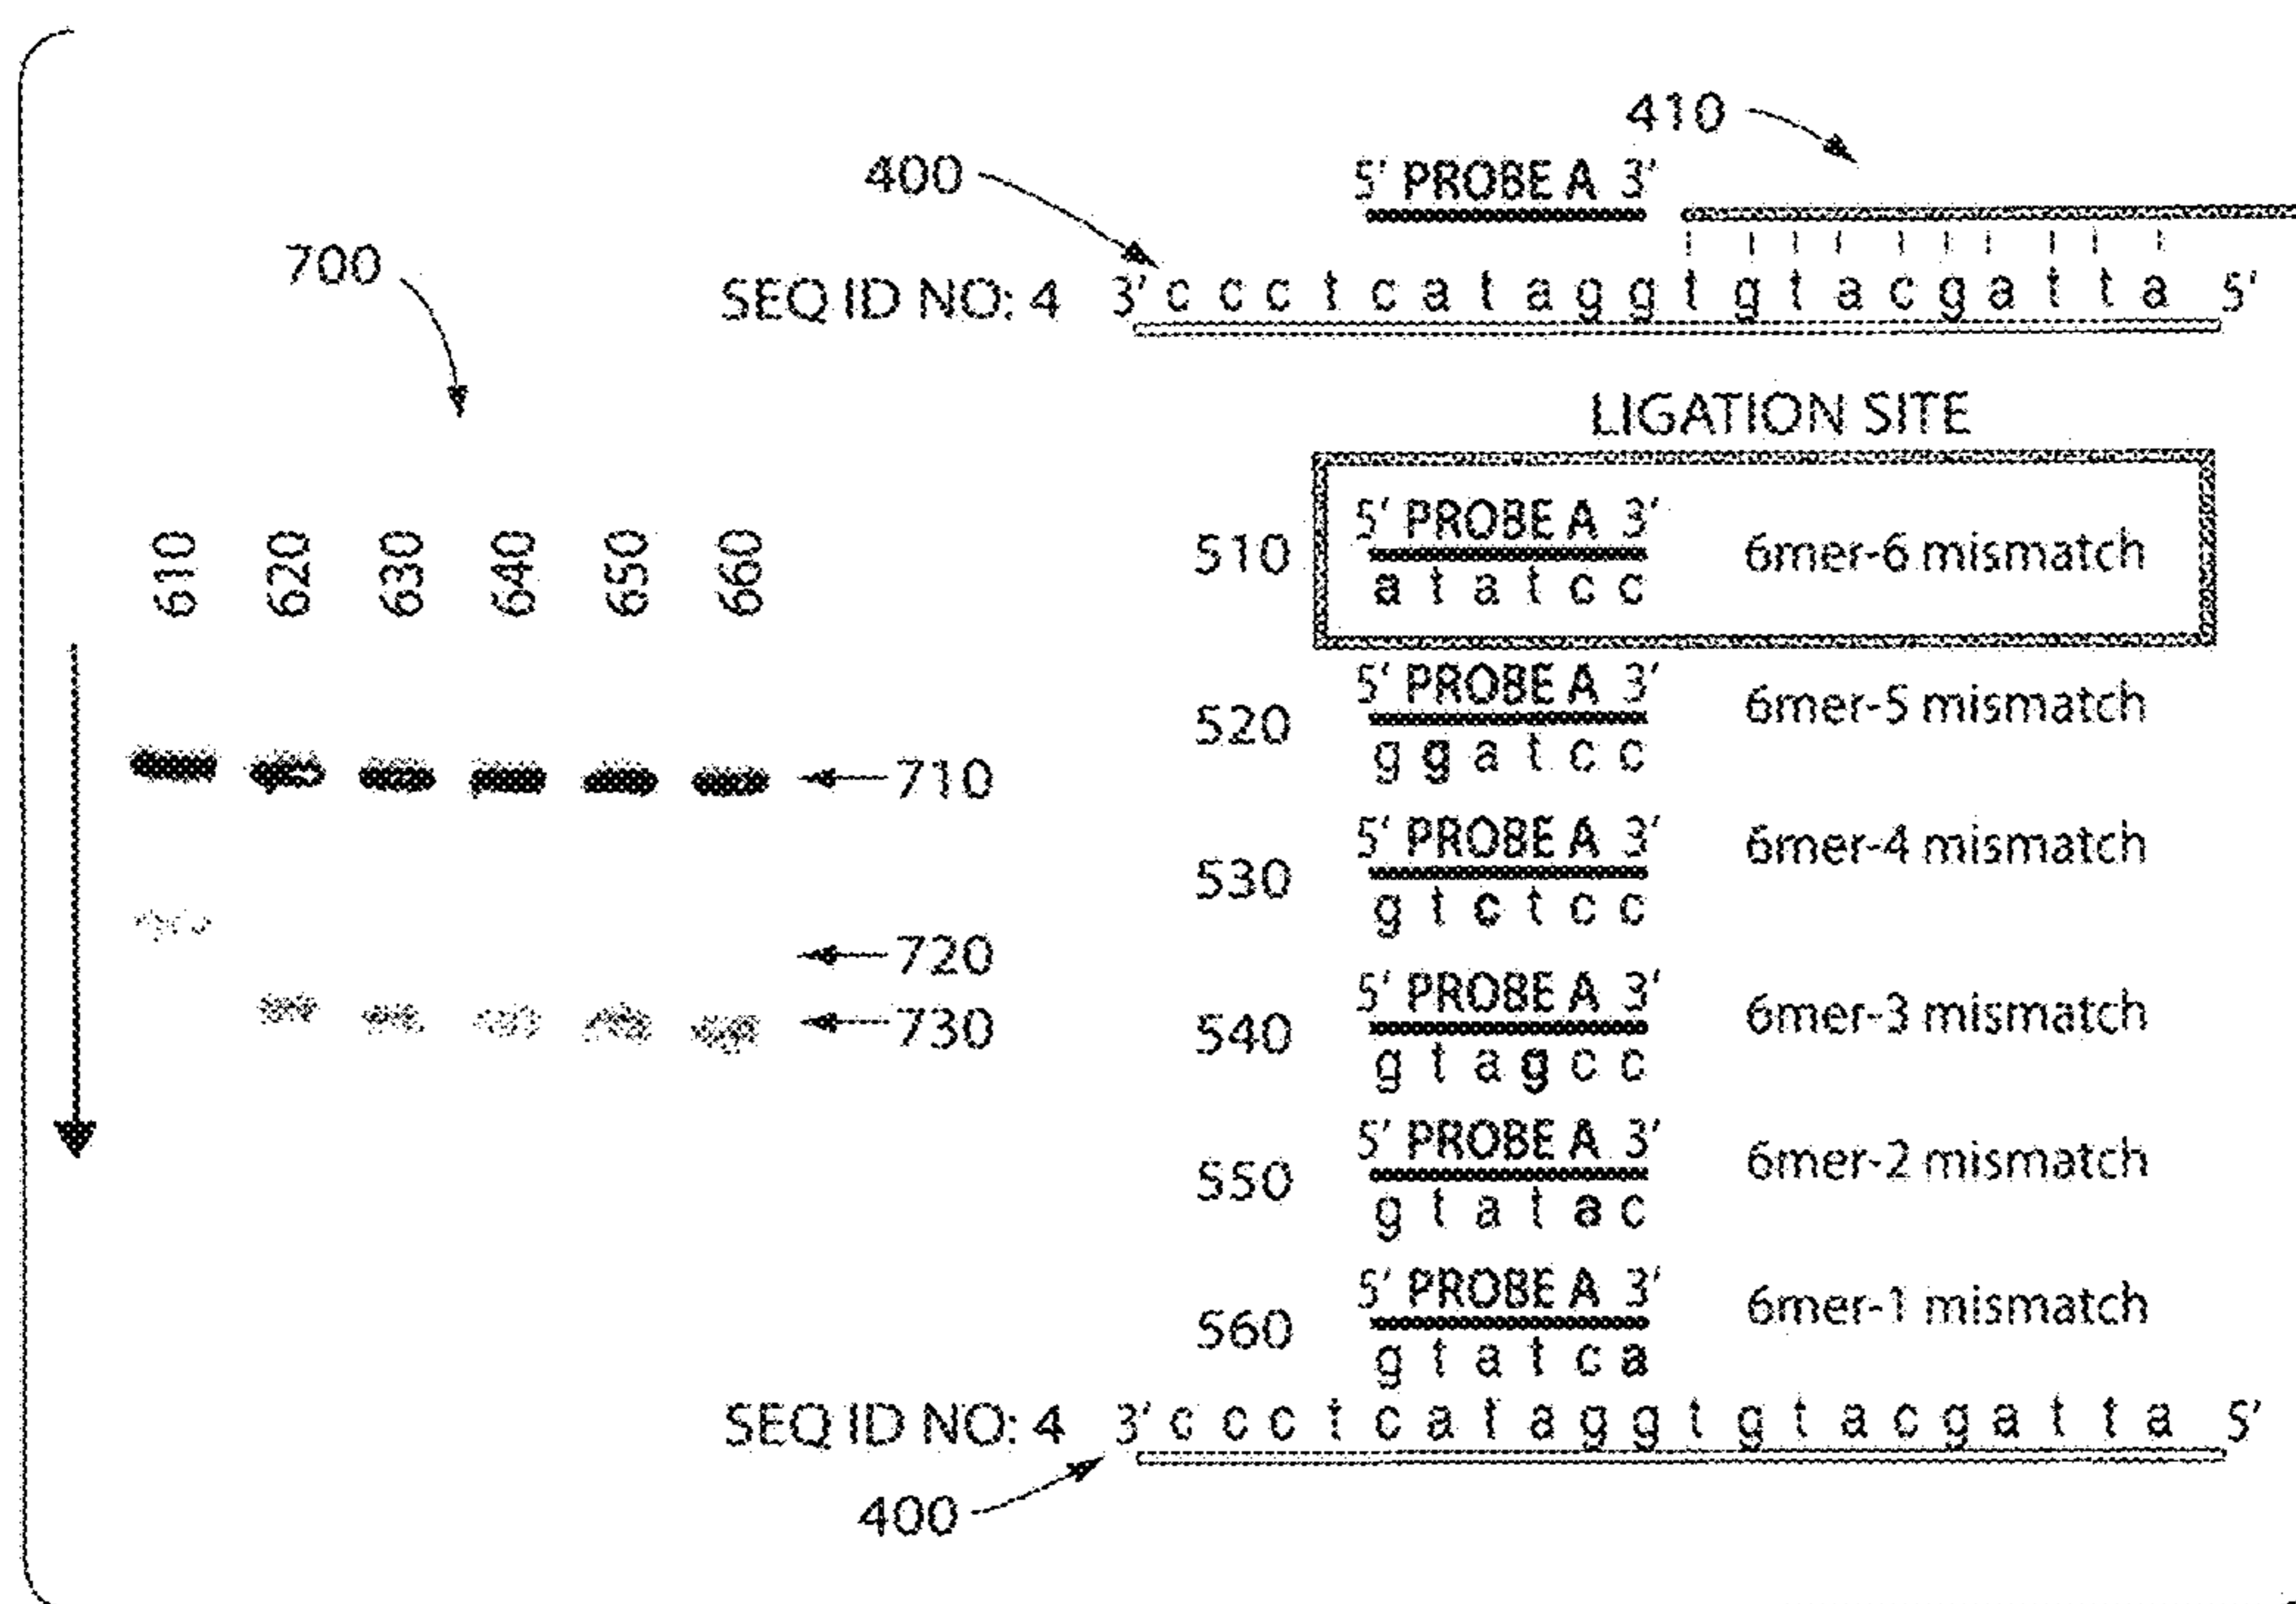 410
400
5' PROBE A 3'
700
SEQ ID NO: 4 3' c c c t c a t a g g t g t a c g a t t a 5'
LIGATION SITE
610 620 630 640 650 660
510 5' PROBE A 3' 6mer-6 mismatch
a t a t c c
520 5' PROBE A 3' 6mer-5 mismatch
g g a t c c
710
530 5' PROBE A 3' 6mer-4 mismatch
g t c t c c
720
730
540 5' PROBE A 3' 6mer-3 mismatch
g t a g c c
550 5' PROBE A 3' 6mer-2 mismatch
g t a t a c
560 5' PROBE A 3' 6mer-1 mismatch
g t a t c a
SEQ ID NO: 4 3' c c c t c a t a g g t g t a c g a t t a 5'
400